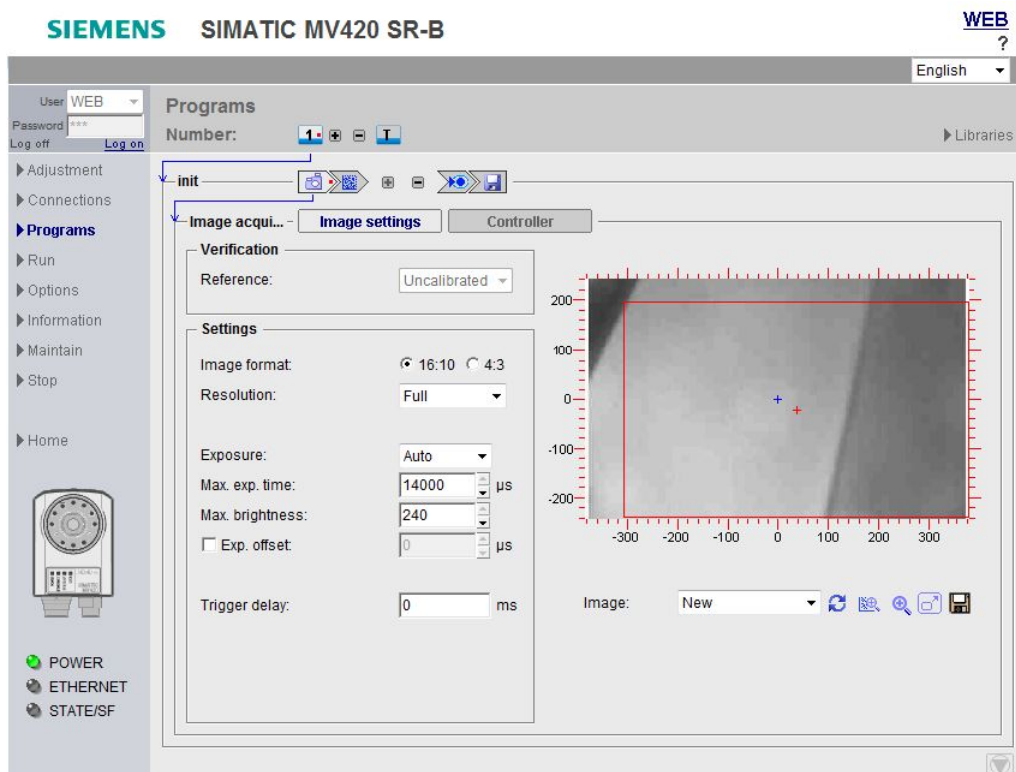 SIEMENS SIMATIC MV420 SR-B
WEB
?
English
User WEB
Password ***
Log off Log on
Programs
Number: 1 T
Libraries
Adjustment
Connections
Programs
Run
Options
Information
Maintain
Stop
Home
POWER
ETHERNET
STATE/SF
init
Image acqui... Image settings Controller
Verification
Reference: Uncalibrated
Settings
Image format: 16:10 4:3
Resolution: Full
Exposure: Auto
Max. exp. time: 14000 µs
Max. brightness: 240
Exp. offset: 0 µs
Trigger delay: 0 ms
200
100
0
-100
-200
-300 -200 -100 0 100 200 300
Image: New